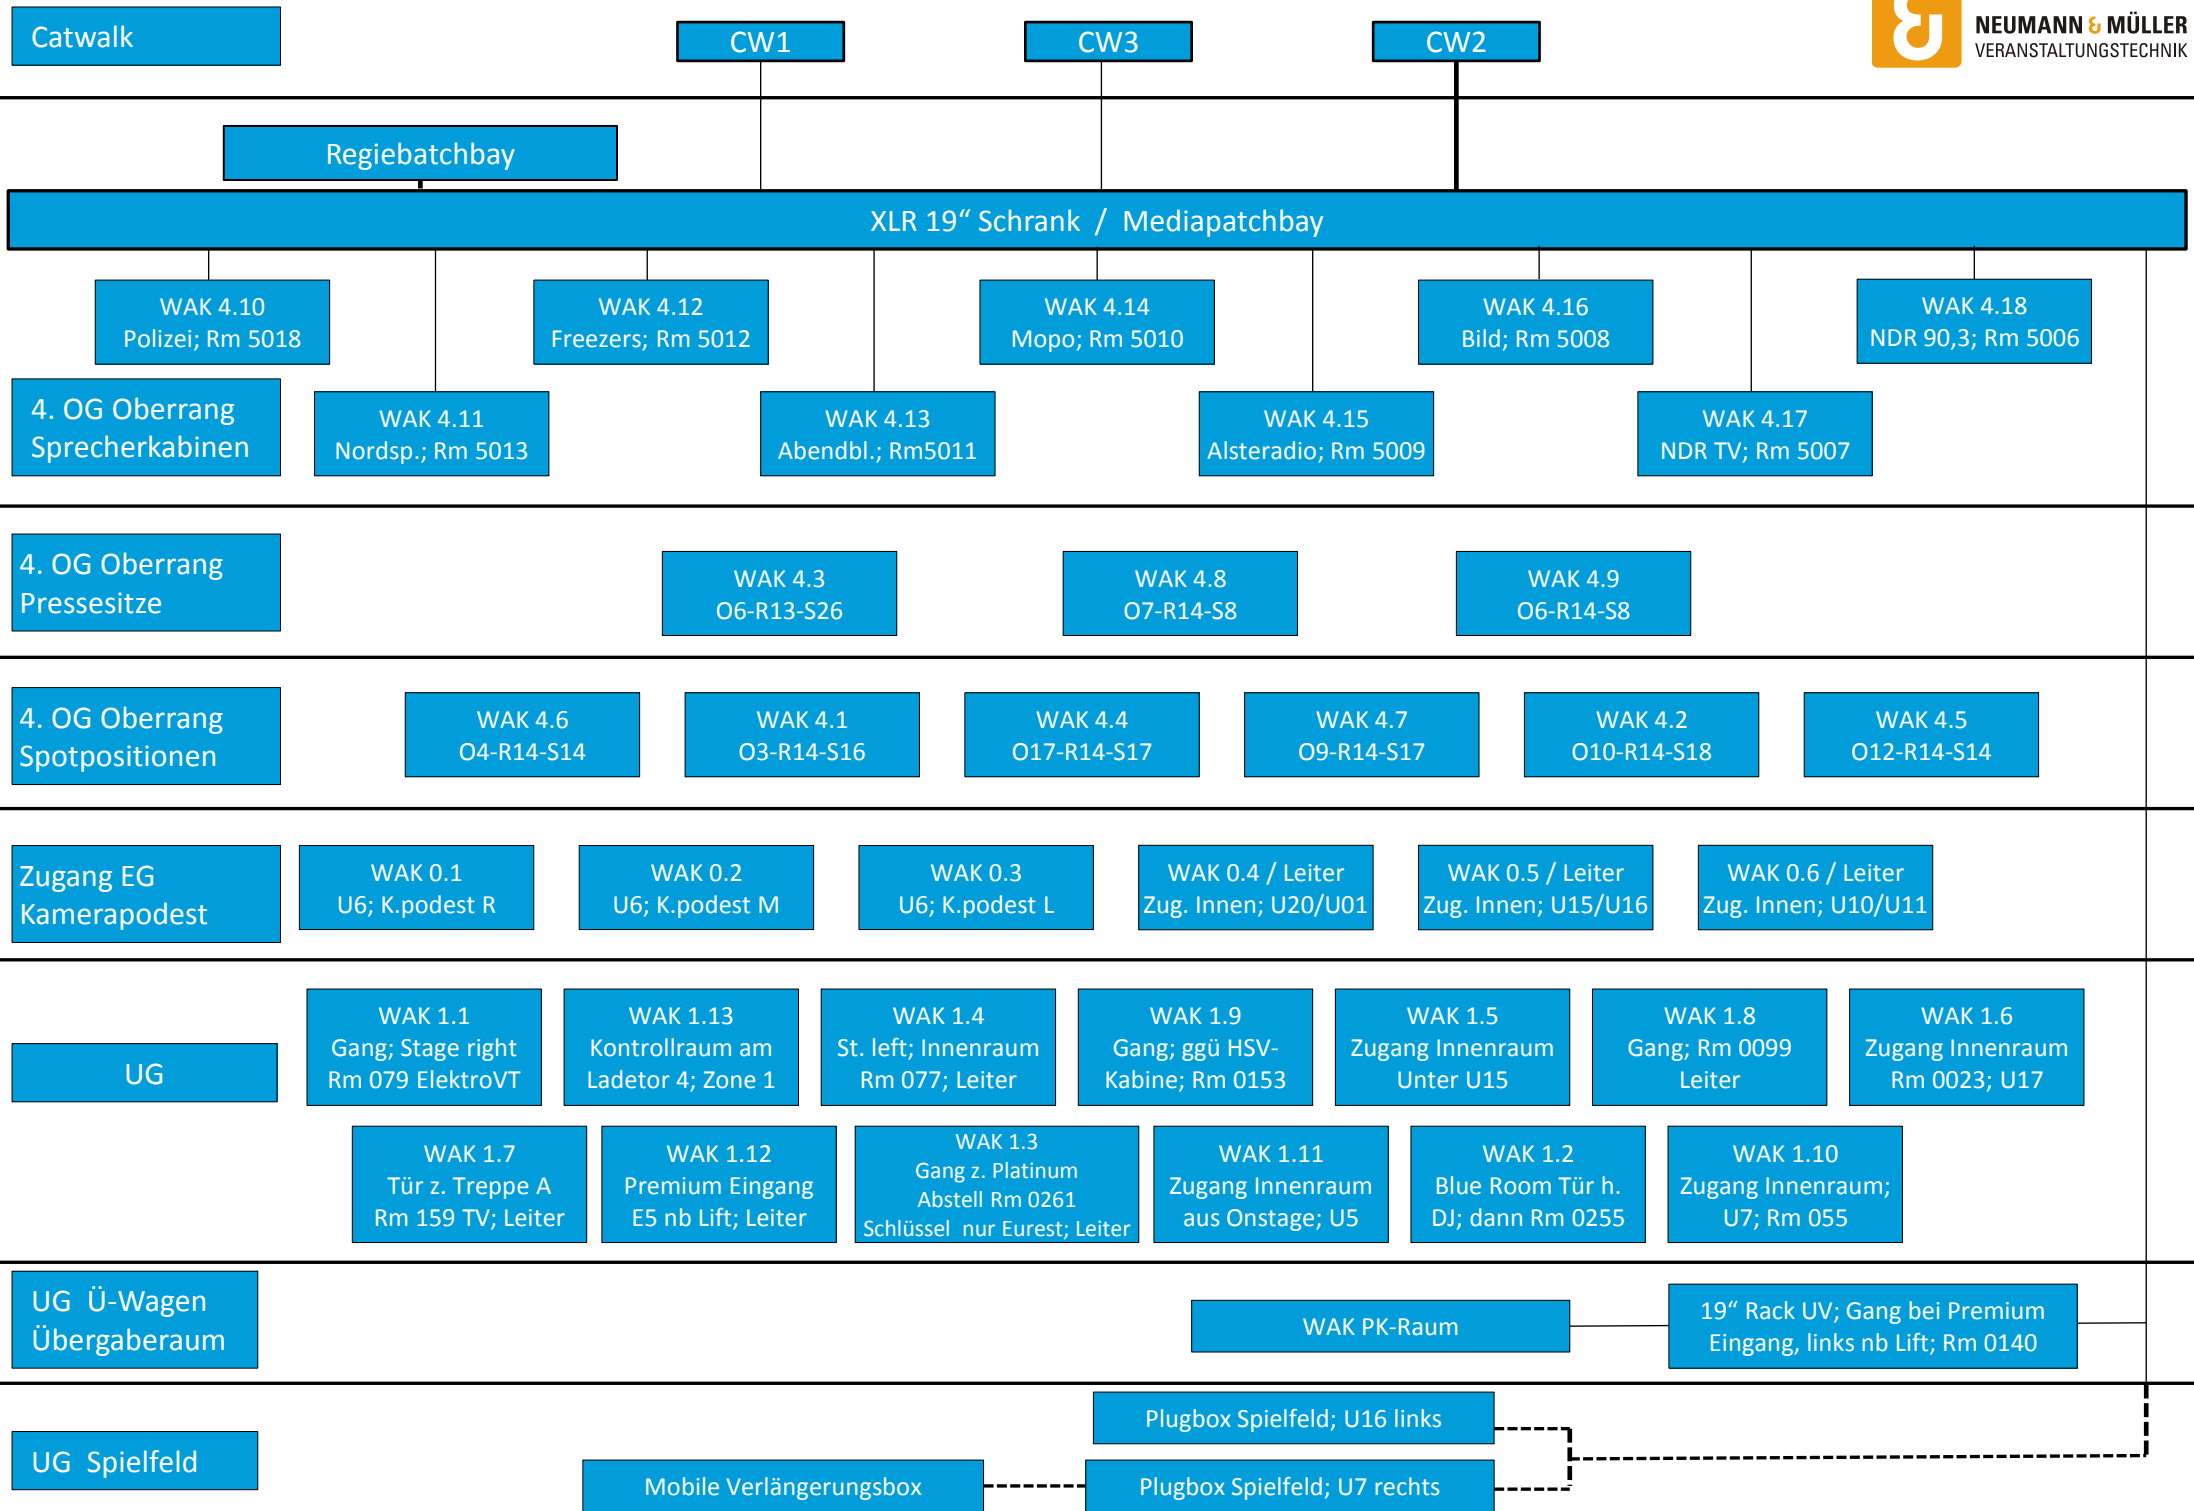 Catwalk
CW1
CW3
CW2
NEUMANN & MÜLLER
VERANSTALTUNGSTECHNIK
Regiebatchbay
XLR 19“ Schrank / Mediapatchbay
WAK 4.10
Polizei; Rm 5018
WAK 4.12
Freezers; Rm 5012
WAK 4.14
Mopo; Rm 5010
WAK 4.16
Bild; Rm 5008
WAK 4.18
NDR 90,3; Rm 5006
4. OG Oberrang
Sprecherkabinen
WAK 4.11
Nordsp.; Rm 5013
WAK 4.13
Abendbl.; Rm5011
WAK 4.15
Alsteradio; Rm 5009
WAK 4.17
NDR TV; Rm 5007
4. OG Oberrang
Pressesitze
WAK 4.3
O6-R13-S26
WAK 4.8
O7-R14-S8
WAK 4.9
O6-R14-S8
4. OG Oberrang
Spotpositionen
WAK 4.6
O4-R14-S14
WAK 4.1
O3-R14-S16
WAK 4.4
O17-R14-S17
WAK 4.7
O9-R14-S17
WAK 4.2
O10-R14-S18
WAK 4.5
O12-R14-S14
Zugang EG
Kamerapodest
WAK 0.1
U6; K.podest R
WAK 0.2
U6; K.podest M
WAK 0.3
U6; K.podest L
WAK 0.4 / Leiter
Zug. Innen; U20/U01
WAK 0.5 / Leiter
Zug. Innen; U15/U16
WAK 0.6 / Leiter
Zug. Innen; U10/U11
UG
WAK 1.1
Gang; Stage right
Rm 079 ElektroVT
WAK 1.13
Kontrollraum am
Ladetor 4; Zone 1
WAK 1.4
St. left; Innenraum
Rm 077; Leiter
WAK 1.9
Gang; ggü HSV-
Kabine; Rm 0153
WAK 1.5
Zugang Innenraum
Unter U15
WAK 1.8
Gang; Rm 0099
Leiter
WAK 1.6
Zugang Innenraum
Rm 0023; U17
WAK 1.7
Tür z. Treppe A
Rm 159 TV; Leiter
WAK 1.12
Premium Eingang
E5 nb Lift; Leiter
WAK 1.3
Gang z. Platinum
Abstell Rm 0261
Schlüssel nur Eurest; Leiter
WAK 1.11
Zugang Innenraum
aus Onstage; U5
WAK 1.2
Blue Room Tür h.
DJ; dann Rm 0255
WAK 1.10
Zugang Innenraum;
U7; Rm 055
UG Ü-Wagen
Übergaberaum
WAK PK-Raum
19“ Rack UV; Gang bei Premium
Eingang, links nb Lift; Rm 0140
UG Spielfeld
Plugbox Spielfeld; U16 links
Mobile Verlängerungsbox
Plugbox Spielfeld; U7 rechts